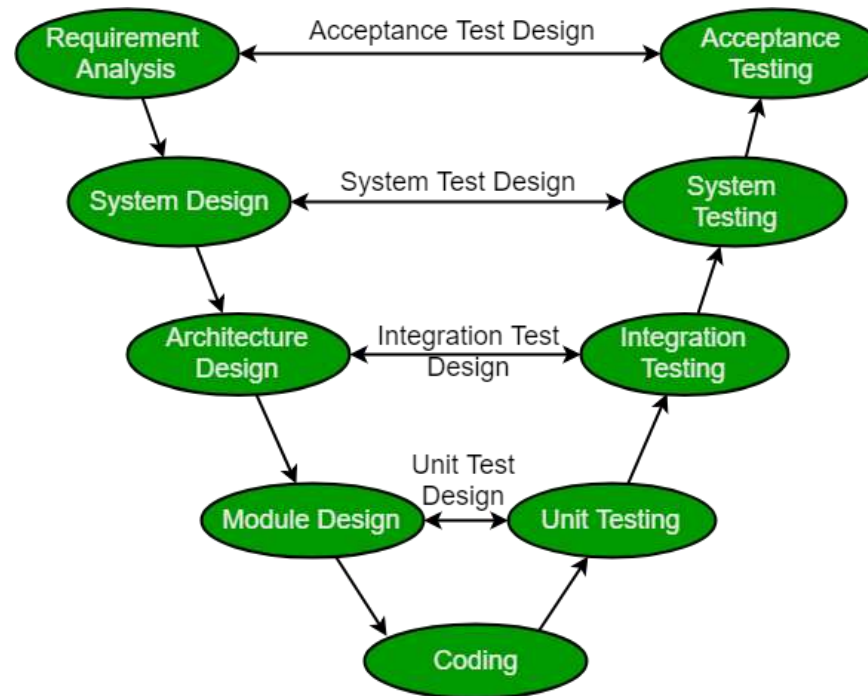 Requirement
Analysis
Acceptance Test Design
Acceptance
Testing
System Design
System Test Design
System
Testing
Architecture
Design
Integration Test
Design
Integration
Testing
Module Design
Unit Test
Design
Unit Testing
Coding